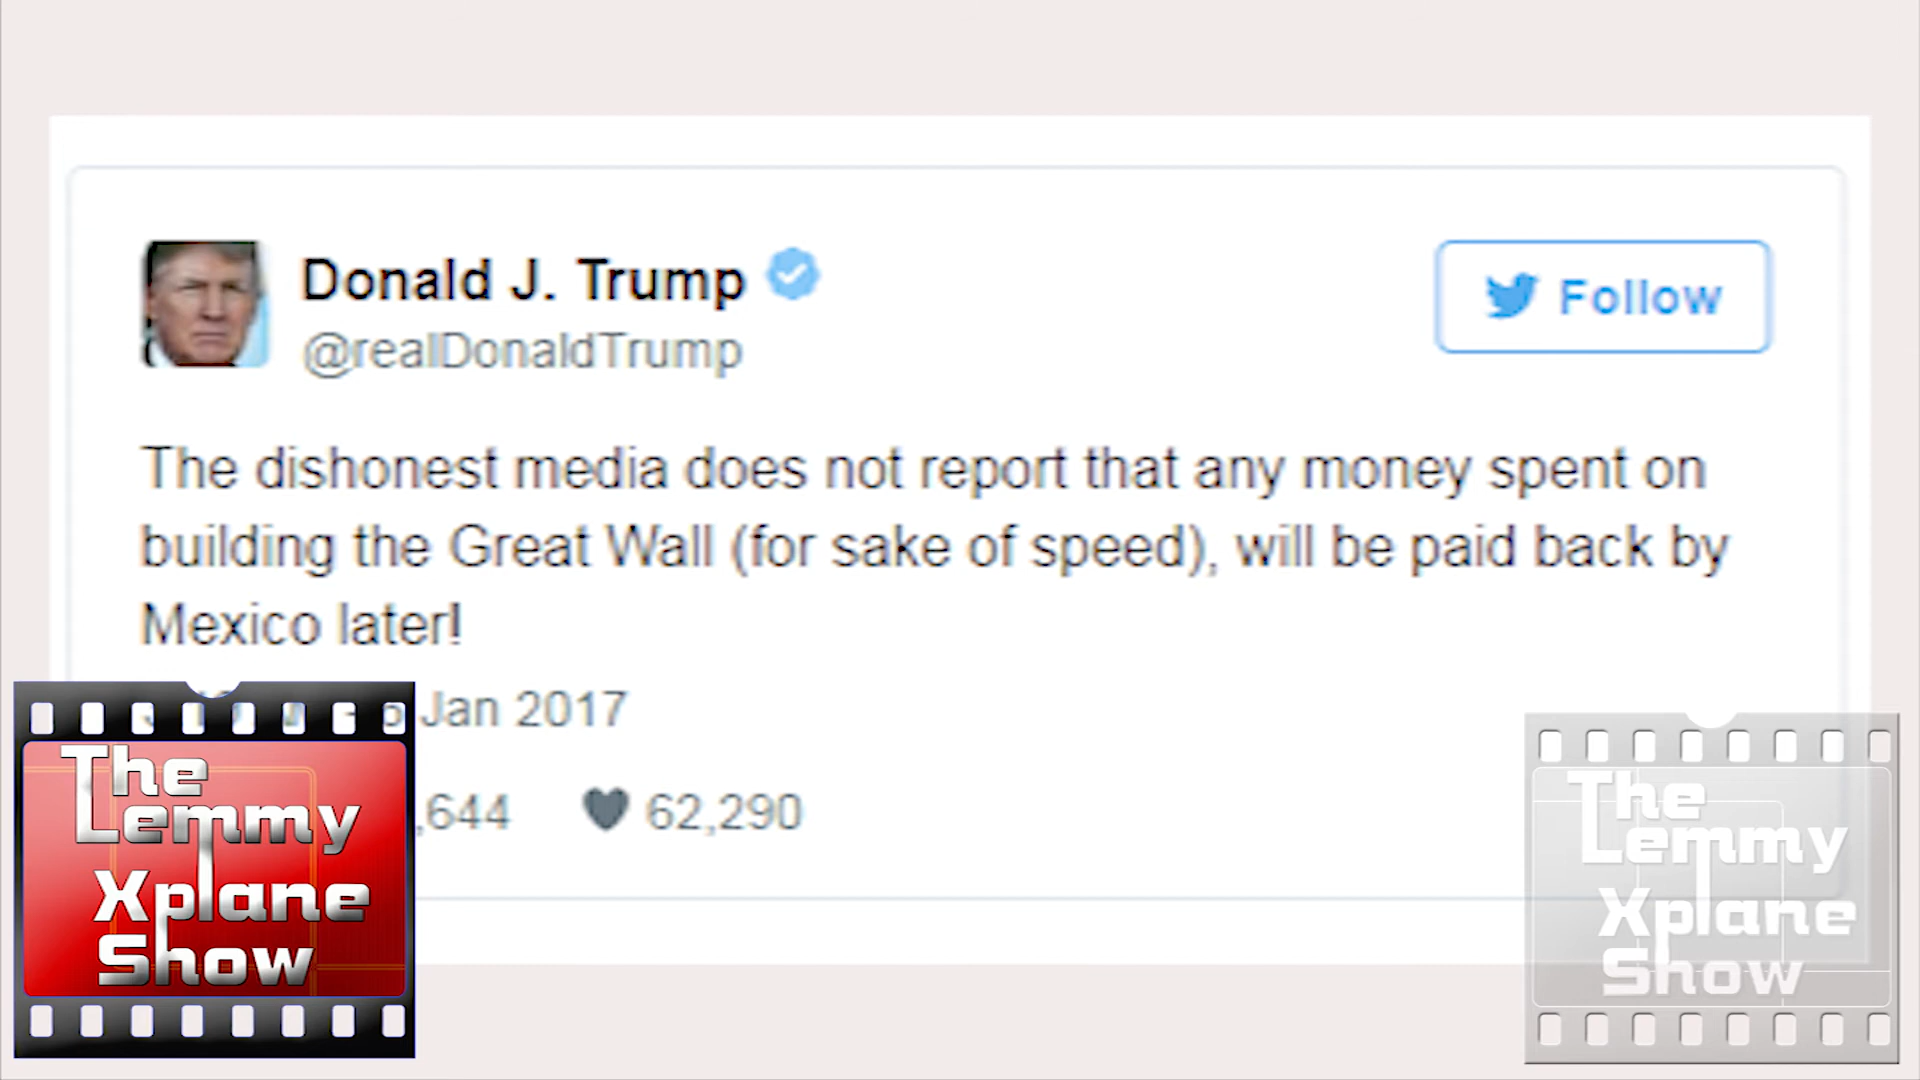 Donald J. Trump
@realDonaldTrump
Follow
The dishonest media does not report that any money spent on
building the Great Wall (for sake of speed), will be paid back by
Mexico later!
Jan 2017
,644 62,290
The
Lemmy
Xplane
Show
The
Lemmy
Xplane
Show